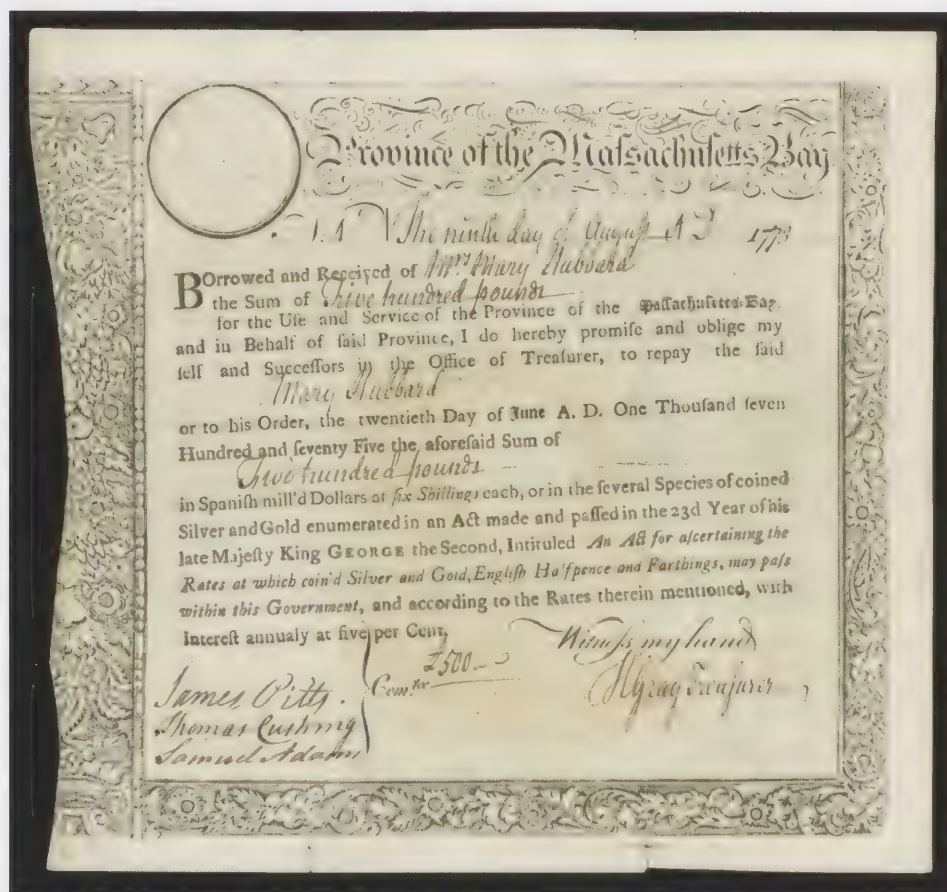 Province of the Maſſachuſetts Bay
The ninth day of August A D 1773
BOrrowed and Received of Mrs. Mary Hubbard
the Sum of Five hundred pounds
for the Uſe and Service of the Province of the Maſſachuſetts-Bay.
and in Behalf of ſaid Province, I do hereby promiſe and oblige my
ſelf and Succeſſors in the Office of Treaſurer, to repay the ſaid
Mary Hubbard
or to his Order, the twentieth Day of June A. D. One Thouſand ſeven
Hundred and ſeventy Five the aforeſaid Sum of
Five hundred pounds
in Spaniſh mill'd Dollars at ſix Shillings each, or in the ſeveral Species of coined
Silver and Gold enumerated in an Act made and paſſed in the 23d Year of his
late Majeſty King GEORGE the Second, Intituled An Act for aſcertaining the
Rates at which coin'd Silver and Gold, Engliſh Halfpence and Farthings, may paſs
within this Government, and according to the Rates therein mentioned, with
Intereſt annualy at five per Cent,
Witneſs my hand
£500
Comtee
HGray Treaſurer
James Pitts.
Thomas Cushing
Samuel Adams